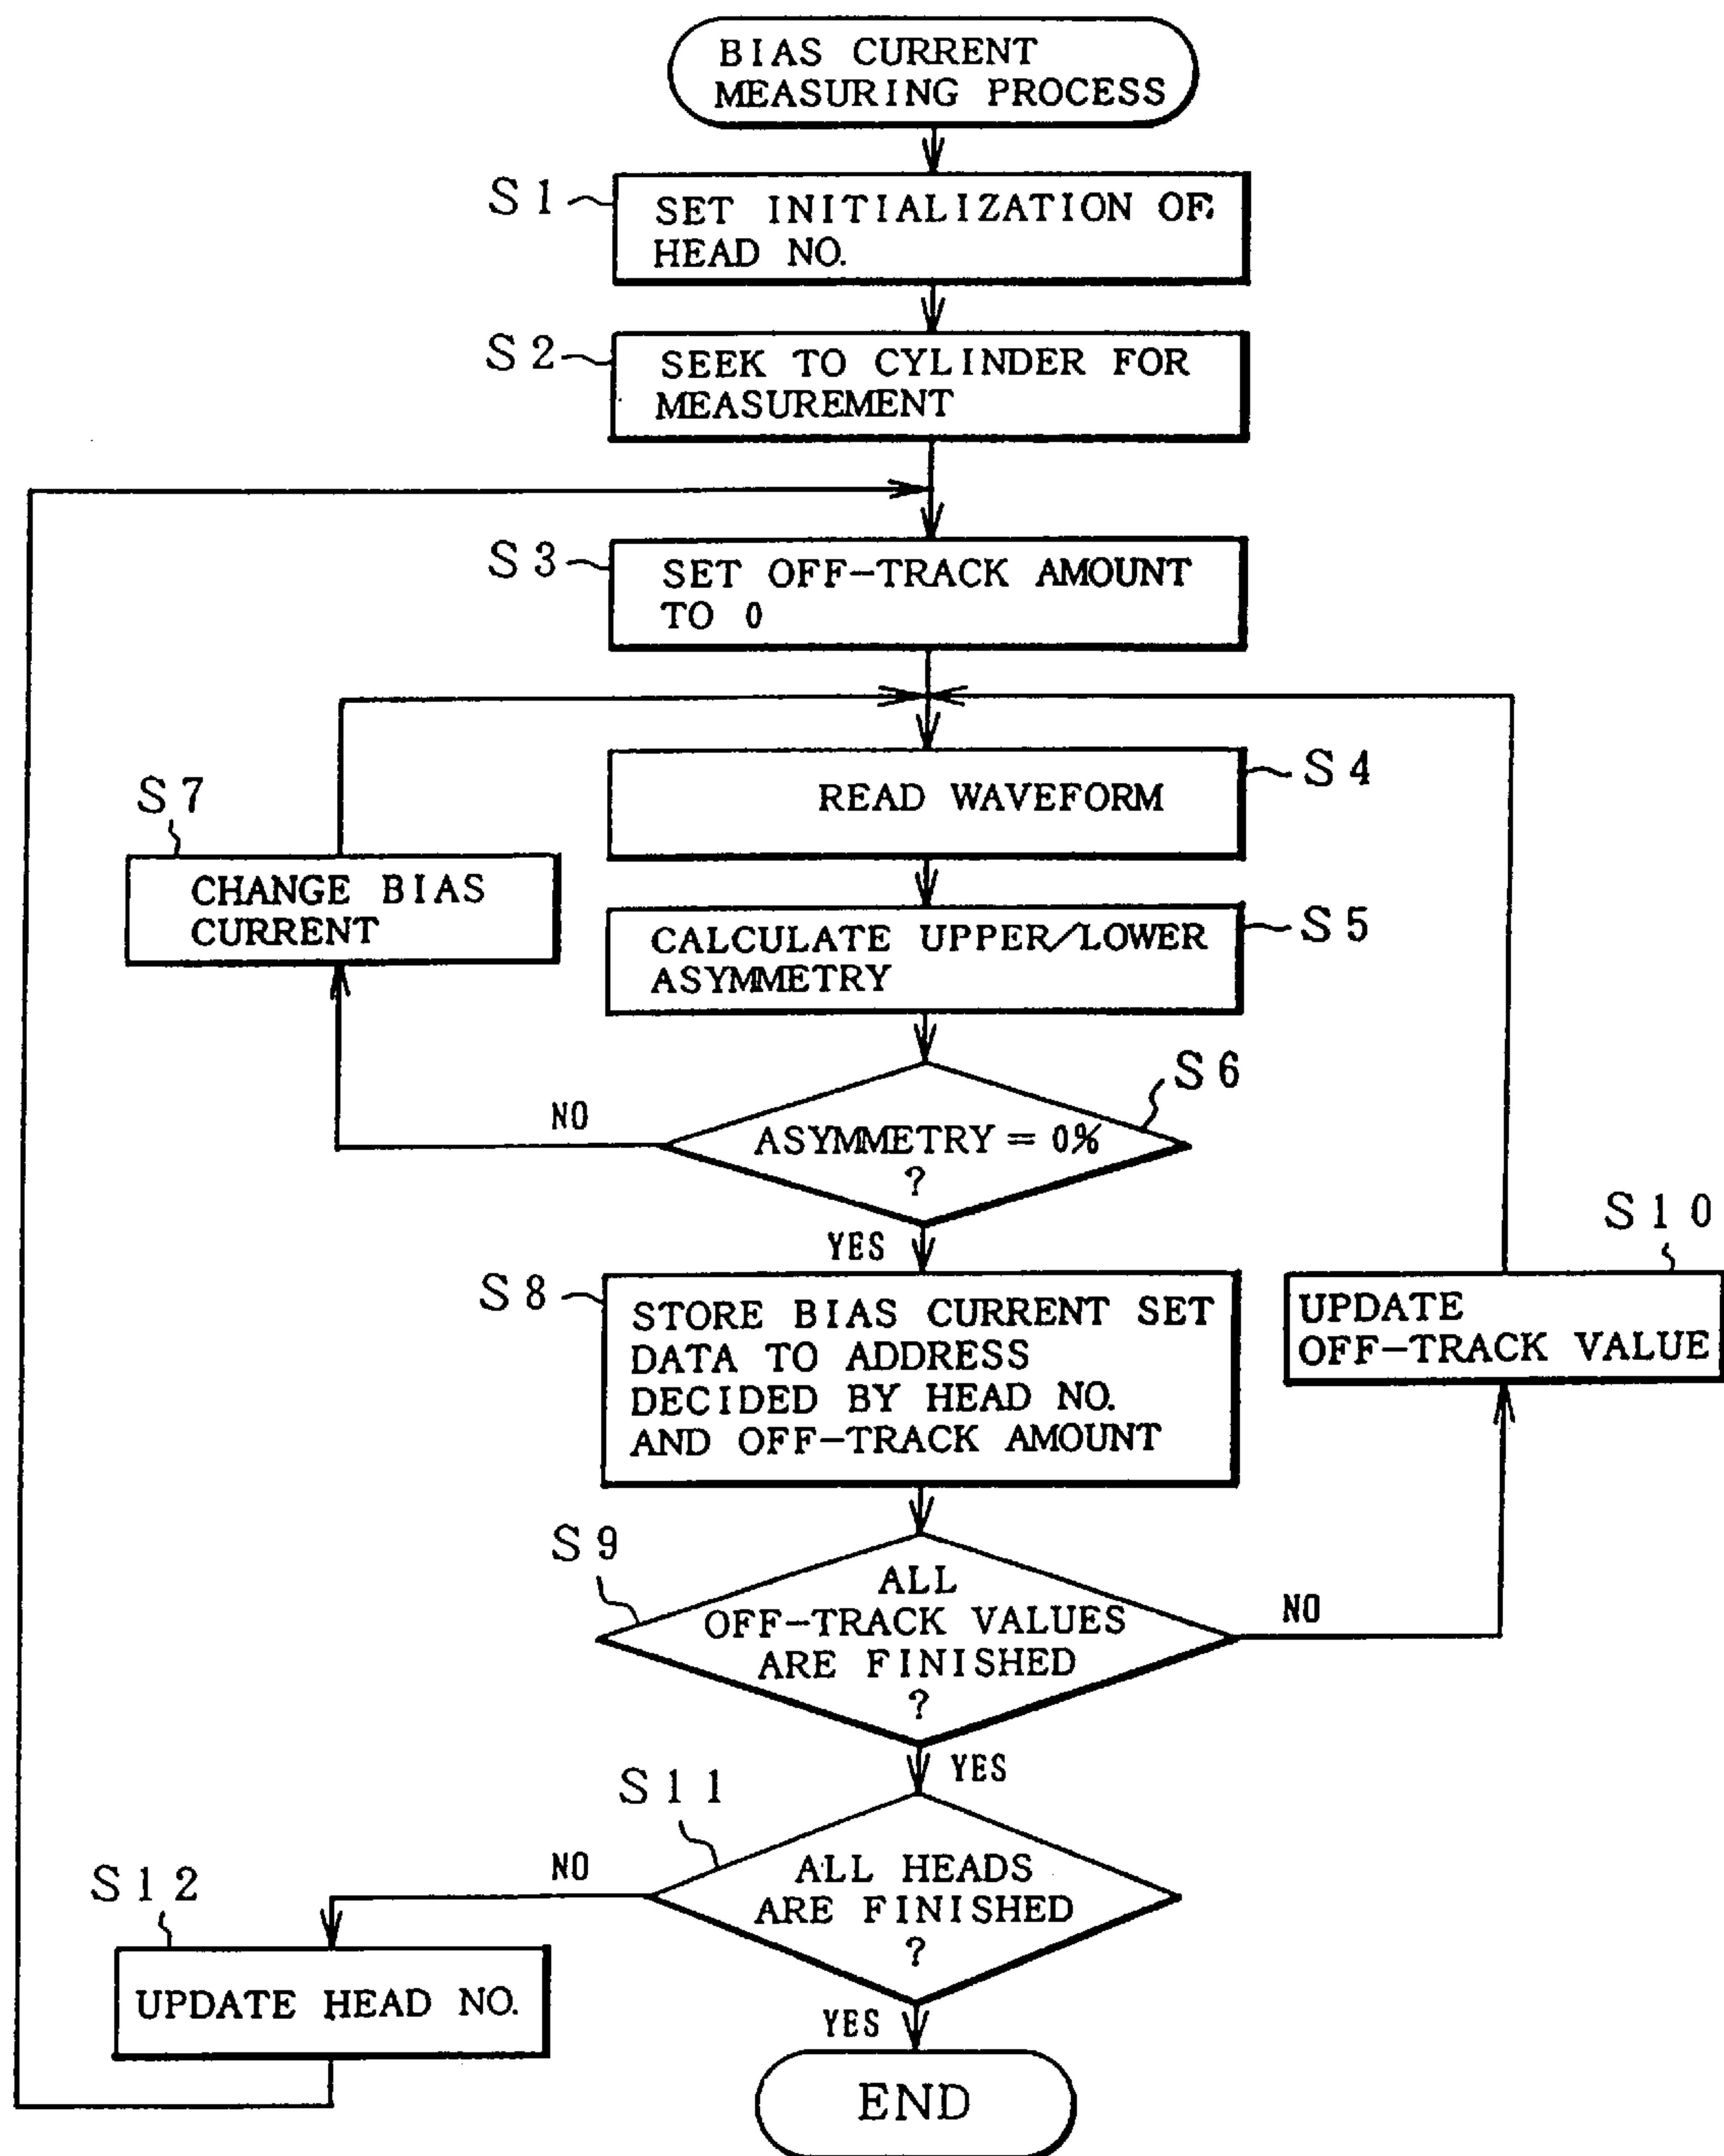 BIAS CURRENT
MEASURING PROCESS
S1
SET INITIALIZATION OF
HEAD NO.
S2
SEEK TO CYLINDER FOR
MEASUREMENT
S3
SET OFF-TRACK AMOUNT
TO 0
S4
READ WAVEFORM
S7
CHANGE BIAS
CURRENT
S5
CALCULATE UPPER/LOWER
ASYMMETRY
S6
NO
ASYMMETRY = 0%
?
YES
S8
STORE BIAS CURRENT SET
DATA TO ADDRESS
DECIDED BY HEAD NO.
AND OFF-TRACK AMOUNT
S10
UPDATE
OFF-TRACK VALUE
S9
ALL
OFF-TRACK VALUES
ARE FINISHED
?
NO
YES
S11
ALL HEADS
ARE FINISHED
?
NO
S12
UPDATE HEAD NO.
YES
END